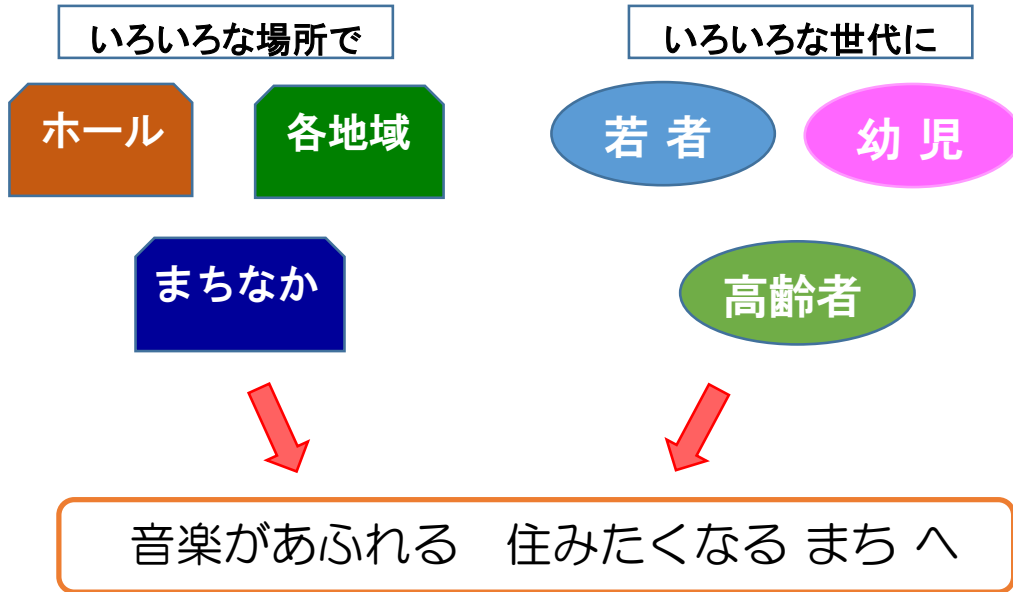 いろいろな場所で
いろいろな世代に
ホール
各地域
若 者
幼 児
まちなか
高齢者
音楽があふれる　住みたくなる まち へ